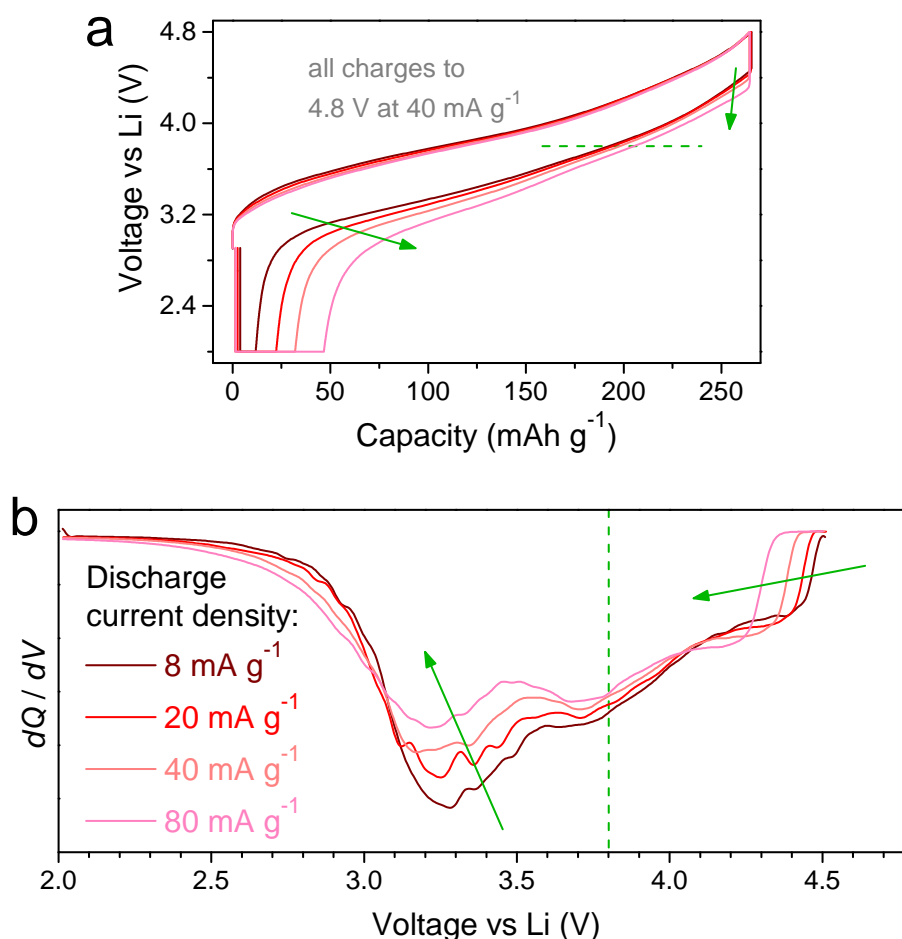 a
4.8
4.0
3.2
2.4
Voltage vs Li (V)
all charges to
4.8 V at 40 mA g⁻¹
0 50 100 150 200 250
Capacity (mAh g⁻¹)
b
dQ / dV
Discharge
current density:
8 mA g⁻¹
20 mA g⁻¹
40 mA g⁻¹
80 mA g⁻¹
2.0 2.5 3.0 3.5 4.0 4.5
Voltage vs Li (V)